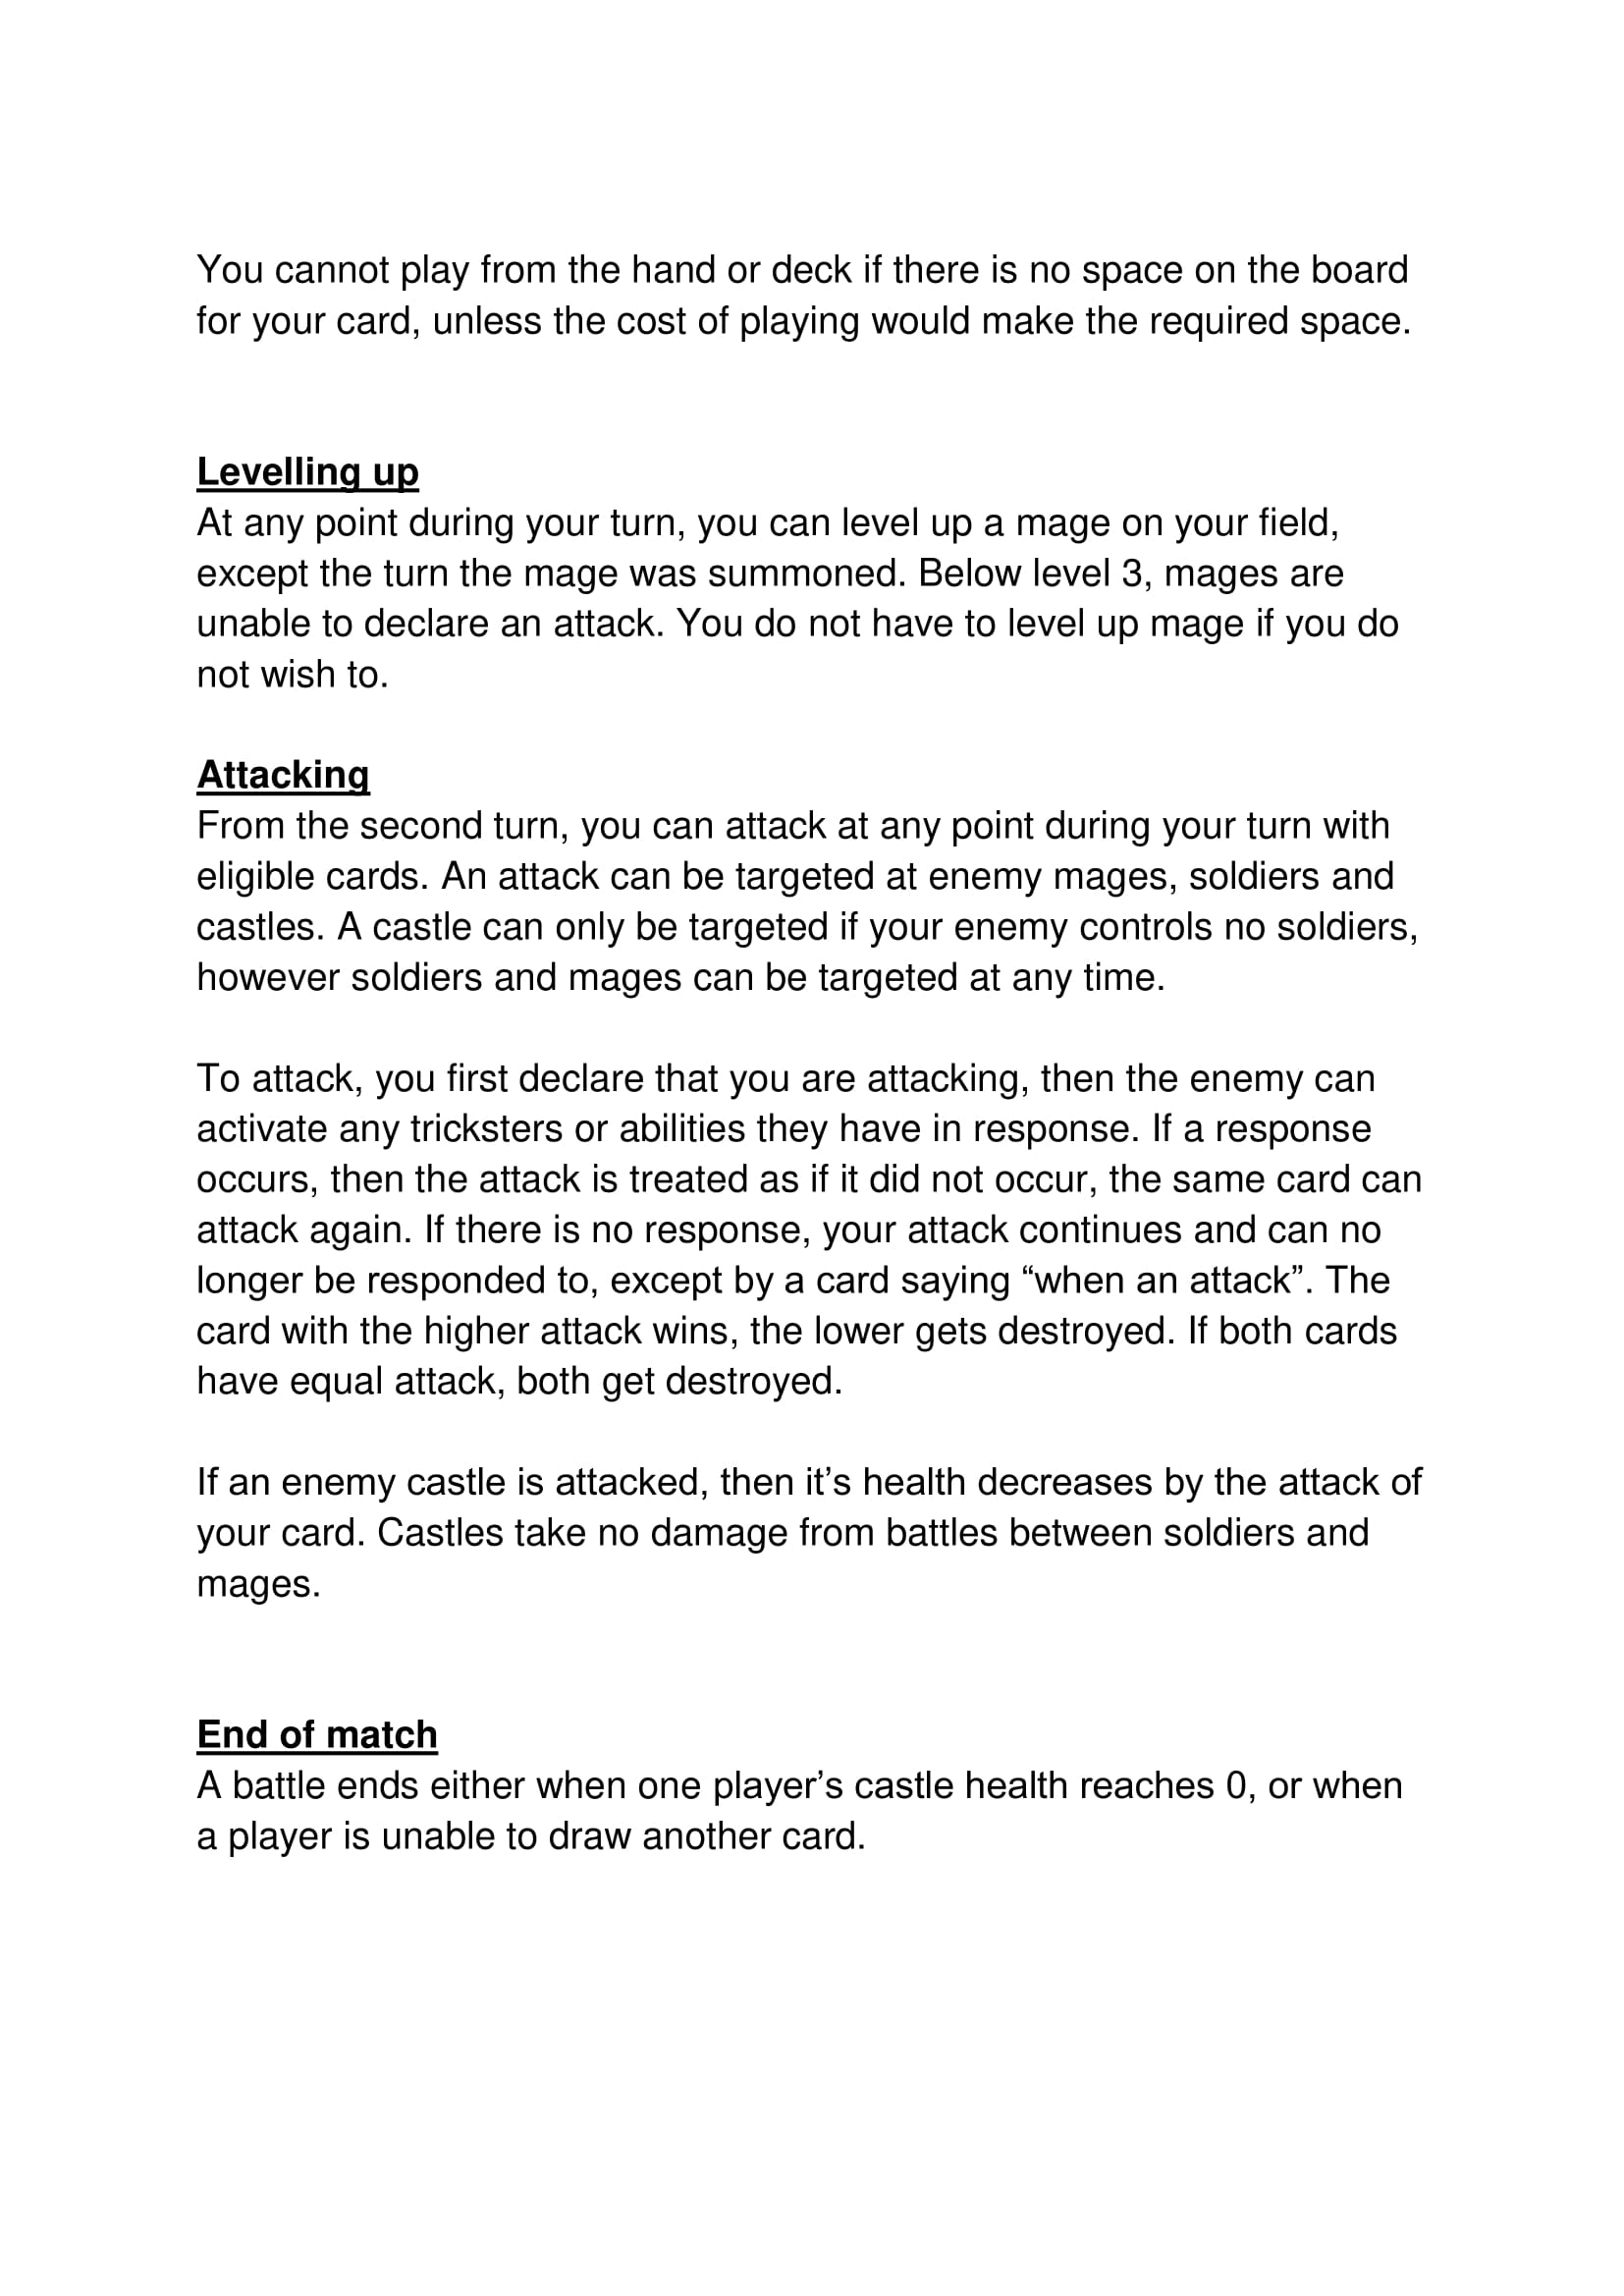 You cannot play from the hand or deck if there is no space on the board
for your card, unless the cost of playing would make the required space.
Levelling up
At any point during your turn, you can level up a mage on your field,
except the turn the mage was summoned. Below level 3, mages are
unable to declare an attack. You do not have to level up mage if you do
not wish to.
Attacking
From the second turn, you can attack at any point during your turn with
eligible cards. An attack can be targeted at enemy mages, soldiers and
castles. A castle can only be targeted if your enemy controls no soldiers,
however soldiers and mages can be targeted at any time.
To attack, you first declare that you are attacking, then the enemy can
activate any tricksters or abilities they have in response. If a response
occurs, then the attack is treated as if it did not occur, the same card can
attack again. If there is no response, your attack continues and can no
longer be responded to, except by a card saying “when an attack”. The
card with the higher attack wins, the lower gets destroyed. If both cards
have equal attack, both get destroyed.
If an enemy castle is attacked, then it’s health decreases by the attack of
your card. Castles take no damage from battles between soldiers and
mages.
End of match
A battle ends either when one player’s castle health reaches 0, or when
a player is unable to draw another card.